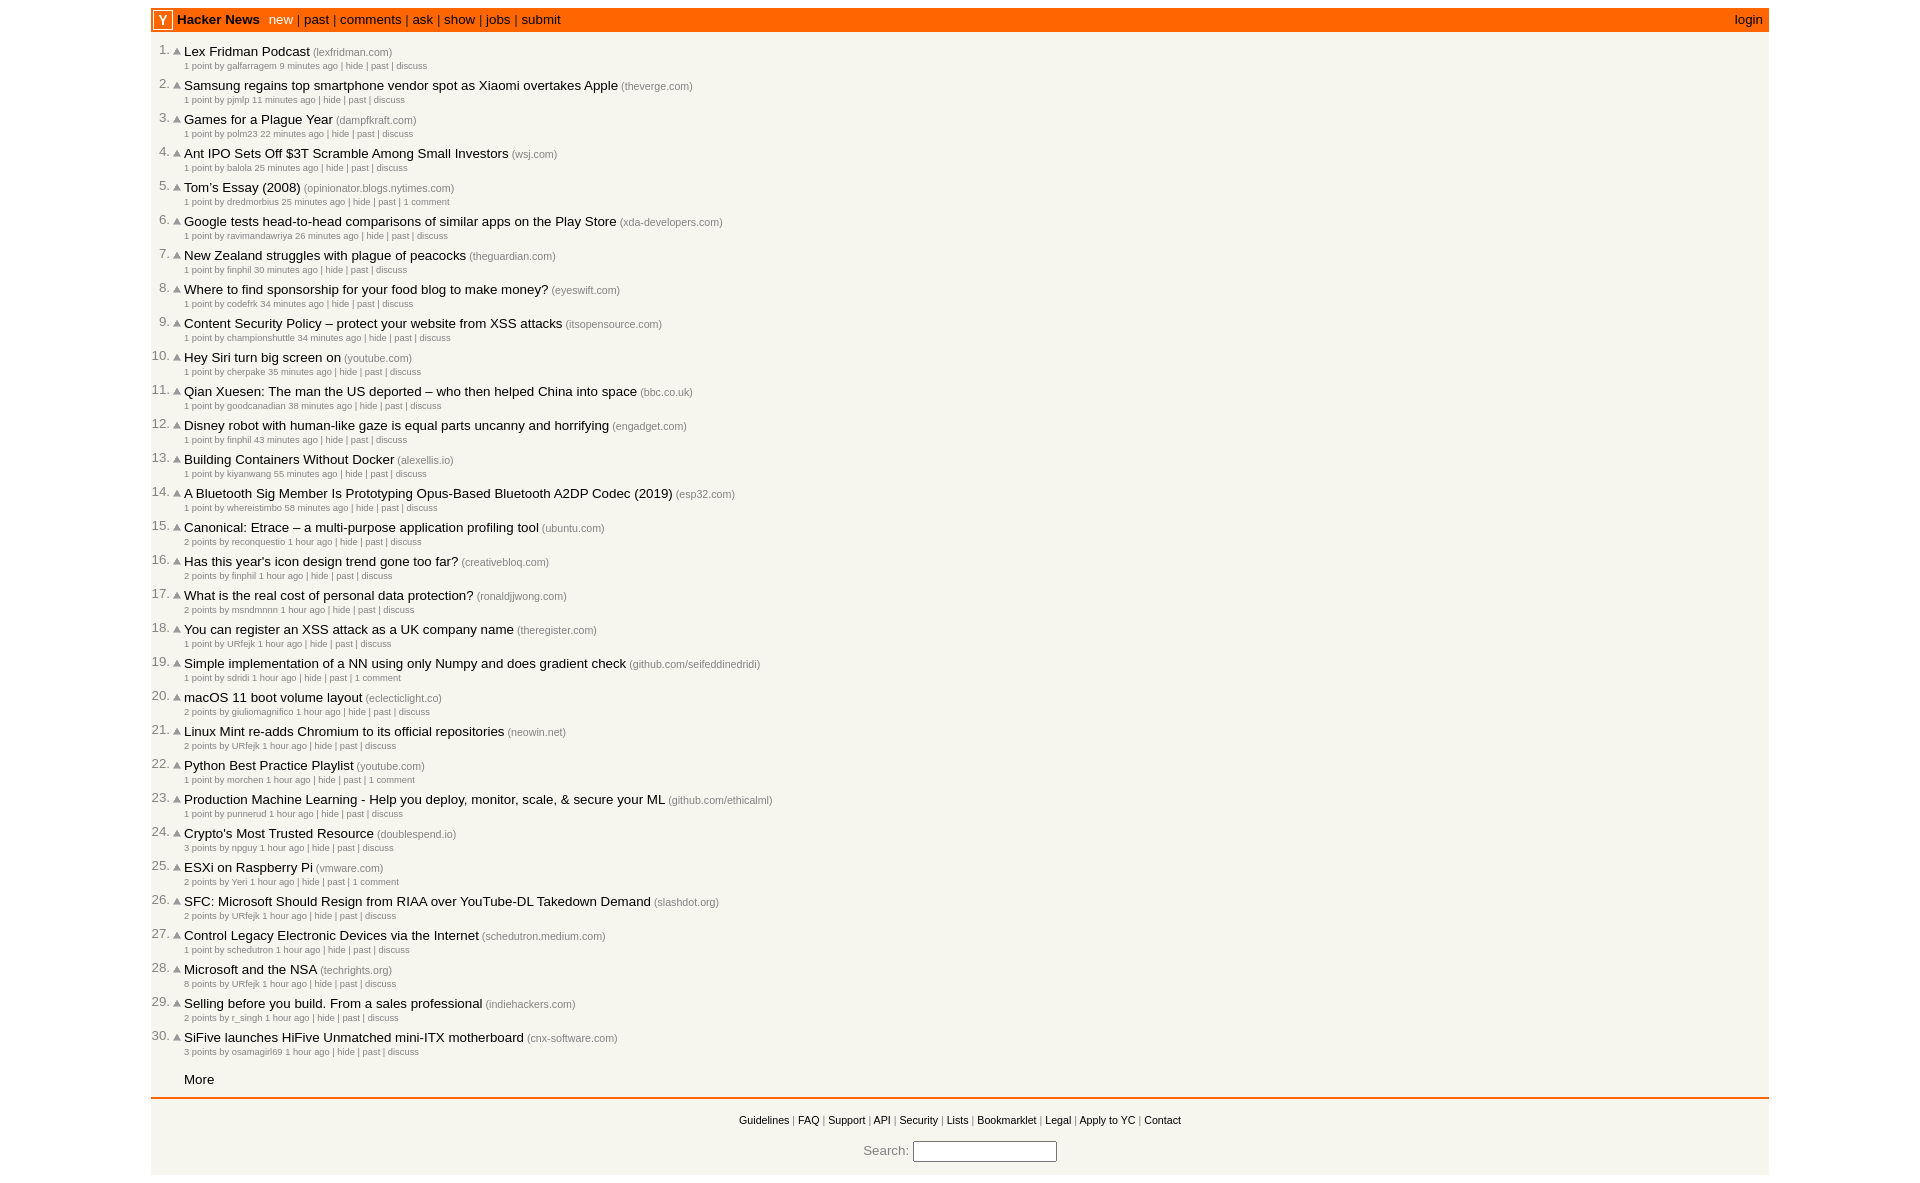 Y Hacker News new | past | comments | ask | show | jobs | submit login
1. Lex Fridman Podcast (lexfridman.com)
1 point by galfarragem 9 minutes ago | hide | past | discuss
2. Samsung regains top smartphone vendor spot as Xiaomi overtakes Apple (theverge.com)
1 point by pjmlp 11 minutes ago | hide | past | discuss
3. Games for a Plague Year (dampfkraft.com)
1 point by polm23 22 minutes ago | hide | past | discuss
4. Ant IPO Sets Off $3T Scramble Among Small Investors (wsj.com)
1 point by balola 25 minutes ago | hide | past | discuss
5. Tom’s Essay (2008) (opinionator.blogs.nytimes.com)
1 point by dredmorbius 25 minutes ago | hide | past | 1 comment
6. Google tests head-to-head comparisons of similar apps on the Play Store (xda-developers.com)
1 point by ravimandawriya 26 minutes ago | hide | past | discuss
7. New Zealand struggles with plague of peacocks (theguardian.com)
1 point by finphil 30 minutes ago | hide | past | discuss
8. Where to find sponsorship for your food blog to make money? (eyeswift.com)
1 point by codefrk 34 minutes ago | hide | past | discuss
9. Content Security Policy – protect your website from XSS attacks (itsopensource.com)
1 point by championshuttle 34 minutes ago | hide | past | discuss
10. Hey Siri turn big screen on (youtube.com)
1 point by cherpake 35 minutes ago | hide | past | discuss
11. Qian Xuesen: The man the US deported – who then helped China into space (bbc.co.uk)
1 point by goodcanadian 38 minutes ago | hide | past | discuss
12. Disney robot with human-like gaze is equal parts uncanny and horrifying (engadget.com)
1 point by finphil 43 minutes ago | hide | past | discuss
13. Building Containers Without Docker (alexellis.io)
1 point by kiyanwang 55 minutes ago | hide | past | discuss
14. A Bluetooth Sig Member Is Prototyping Opus-Based Bluetooth A2DP Codec (2019) (esp32.com)
1 point by whereistimbo 58 minutes ago | hide | past | discuss
15. Canonical: Etrace – a multi-purpose application profiling tool (ubuntu.com)
2 points by reconquestio 1 hour ago | hide | past | discuss
16. Has this year's icon design trend gone too far? (creativebloq.com)
2 points by finphil 1 hour ago | hide | past | discuss
17. What is the real cost of personal data protection? (ronaldjjwong.com)
2 points by msndmnnn 1 hour ago | hide | past | discuss
18. You can register an XSS attack as a UK company name (theregister.com)
1 point by URfejk 1 hour ago | hide | past | discuss
19. Simple implementation of a NN using only Numpy and does gradient check (github.com/seifeddinedridi)
1 point by sdridi 1 hour ago | hide | past | 1 comment
20. macOS 11 boot volume layout (eclecticlight.co)
2 points by giuliomagnifico 1 hour ago | hide | past | discuss
21. Linux Mint re-adds Chromium to its official repositories (neowin.net)
2 points by URfejk 1 hour ago | hide | past | discuss
22. Python Best Practice Playlist (youtube.com)
1 point by morchen 1 hour ago | hide | past | 1 comment
23. Production Machine Learning - Help you deploy, monitor, scale, & secure your ML (github.com/ethicalml)
1 point by punnerud 1 hour ago | hide | past | discuss
24. Crypto's Most Trusted Resource (doublespend.io)
3 points by npguy 1 hour ago | hide | past | discuss
25. ESXi on Raspberry Pi (vmware.com)
2 points by Yeri 1 hour ago | hide | past | 1 comment
26. SFC: Microsoft Should Resign from RIAA over YouTube-DL Takedown Demand (slashdot.org)
2 points by URfejk 1 hour ago | hide | past | discuss
27. Control Legacy Electronic Devices via the Internet (schedutron.medium.com)
1 point by schedutron 1 hour ago | hide | past | discuss
28. Microsoft and the NSA (techrights.org)
8 points by URfejk 1 hour ago | hide | past | discuss
29. Selling before you build. From a sales professional (indiehackers.com)
2 points by r_singh 1 hour ago | hide | past | discuss
30. SiFive launches HiFive Unmatched mini-ITX motherboard (cnx-software.com)
3 points by osamagirl69 1 hour ago | hide | past | discuss
More
Guidelines | FAQ | Support | API | Security | Lists | Bookmarklet | Legal | Apply to YC | Contact
Search: